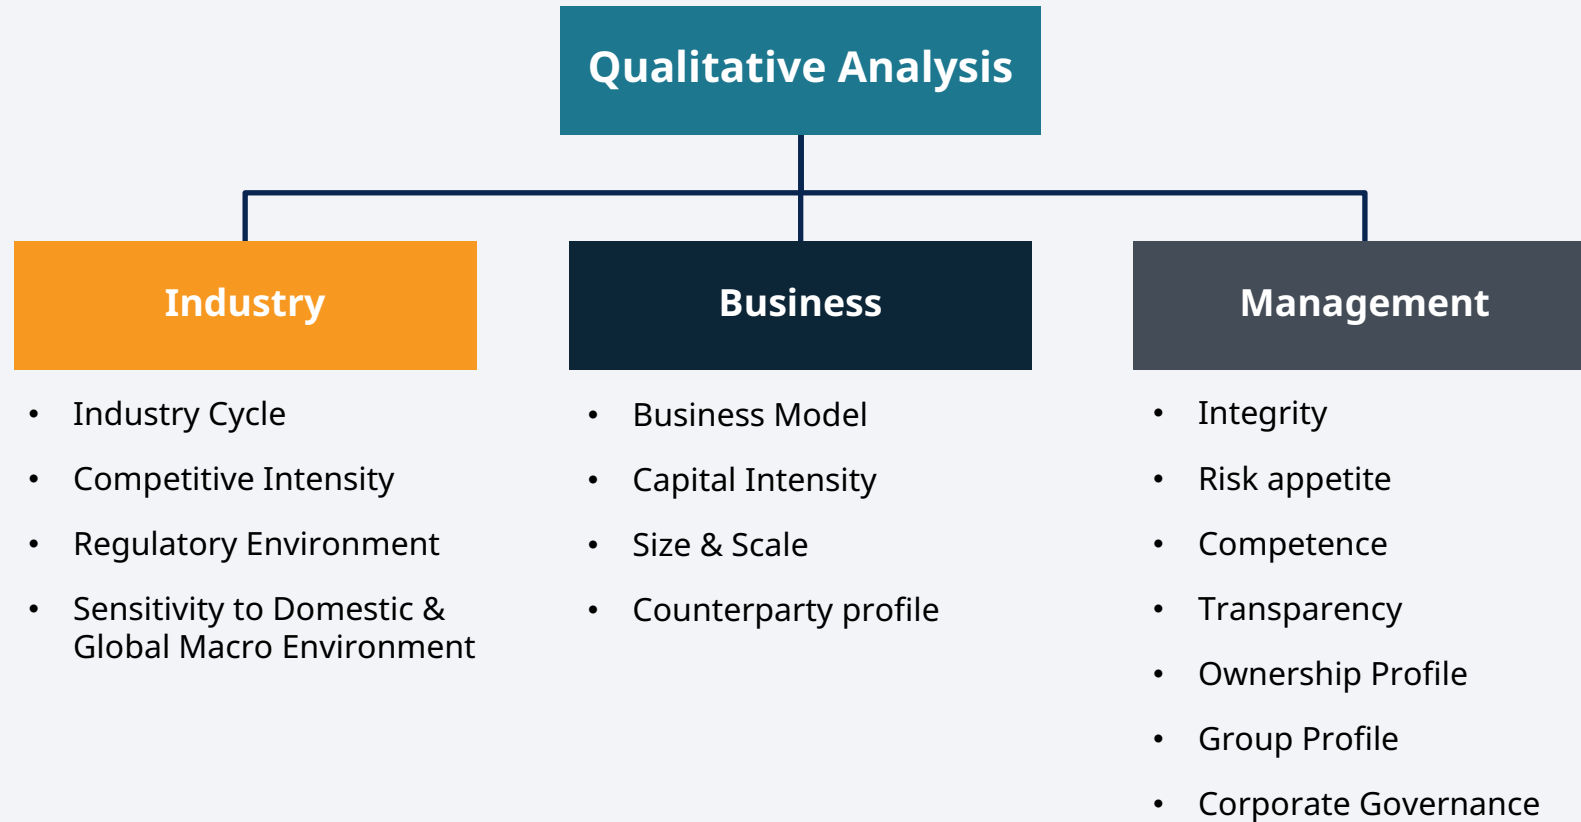 Qualitative Analysis
Industry
• Industry Cycle
• Competitive Intensity
• Regulatory Environment
• Sensitivity to Domestic &
Global Macro Environment
Business
• Business Model
• Capital Intensity
• Size & Scale
• Counterparty profile
Management
• Integrity
• Risk appetite
• Competence
• Transparency
• Ownership Profile
• Group Profile
• Corporate Governance